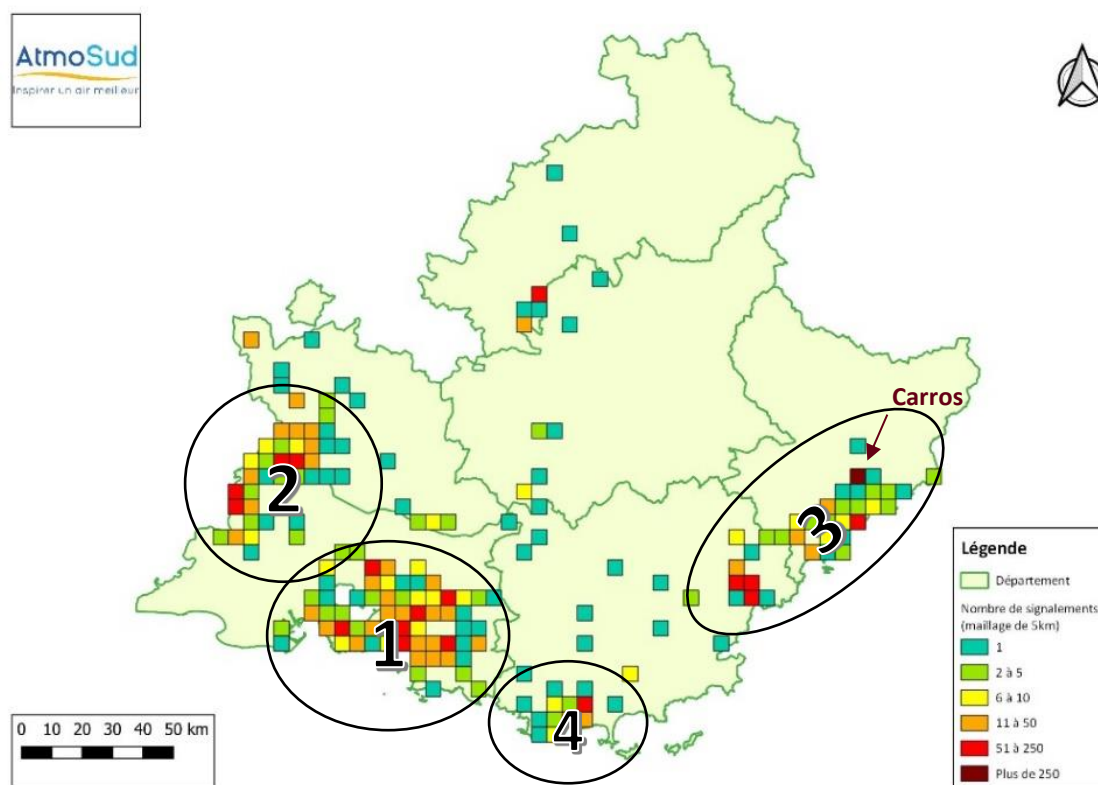 AtmoSud
Inspirer un air meilleur
Carros
2
3
1
4
0 10 20 30 40 50 km
Légende
Département
Nombre de signalements
(maillage de 5km)
1
2 à 5
6 à 10
11 à 50
51 à 250
Plus de 250